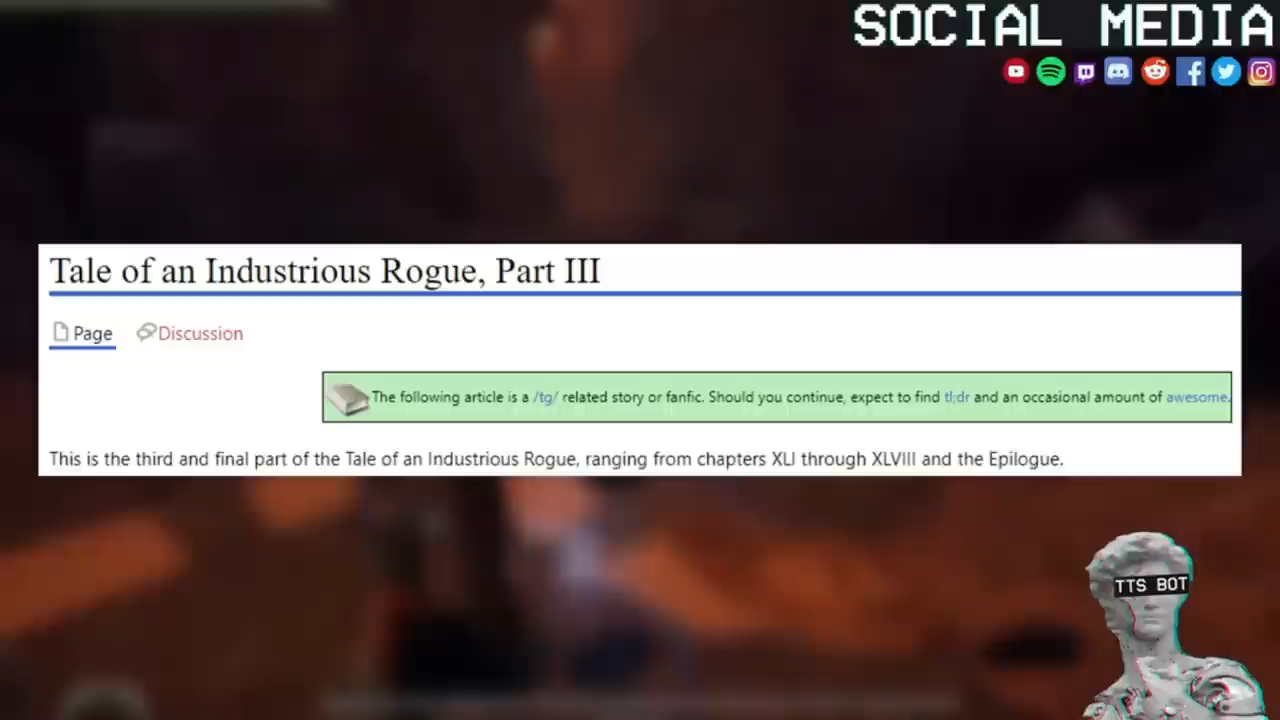 SOCIAL MEDIA
Tale of an Industrious Rogue, Part III
Page Discussion
The following article is a /tg/ related story or fanfic. Should you continue, expect to find tl;dr and an occasional amount of awesome.
This is the third and final part of the Tale of an Industrious Rogue, ranging from chapters XLI through XLVIII and the Epilogue.
TTS BOT